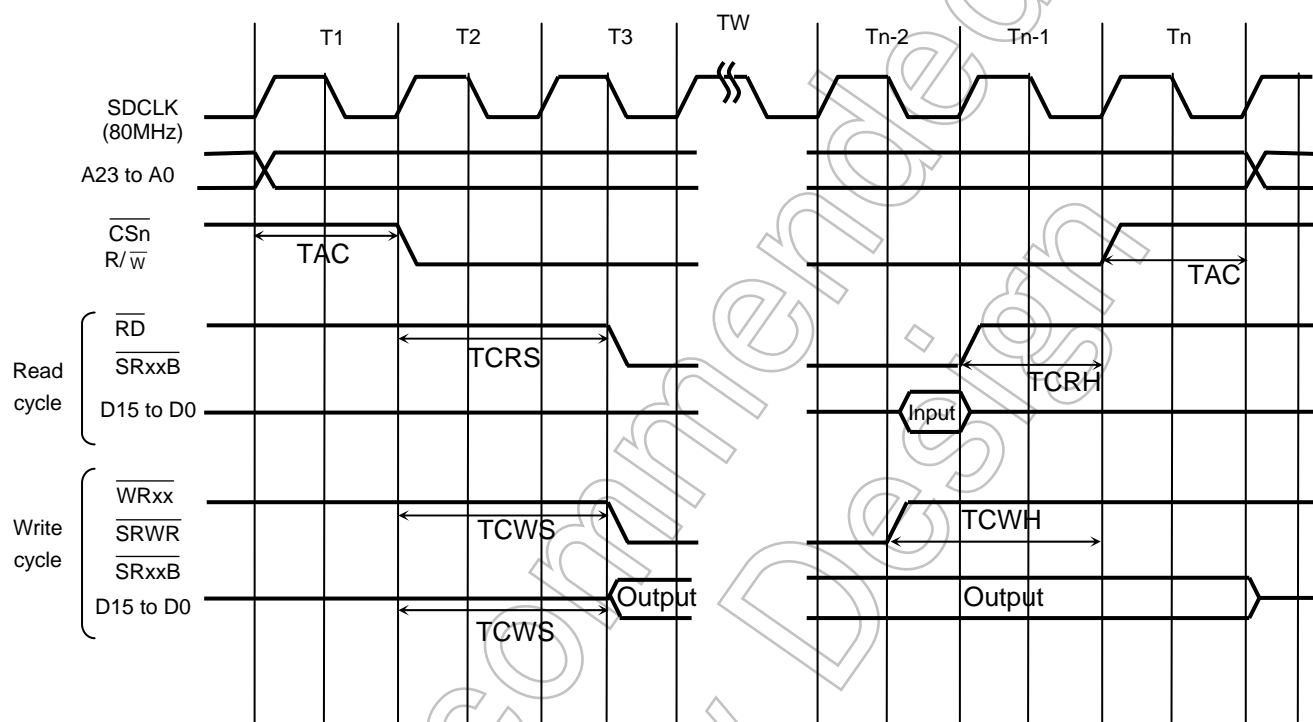 TW
T1 T2 T3 Tn-2 Tn-1 Tn
SDCLK
(80MHz)
A23 to A0
CSn
R/W
TAC TAC
RD
SRxxB
TCRS TCRH
Read
cycle
D15 to D0
Input
WRxx
SRWR
SRxxB
TCWS TCWH
Write
cycle
D15 to D0
Output Output
TCWS
ommended
Design